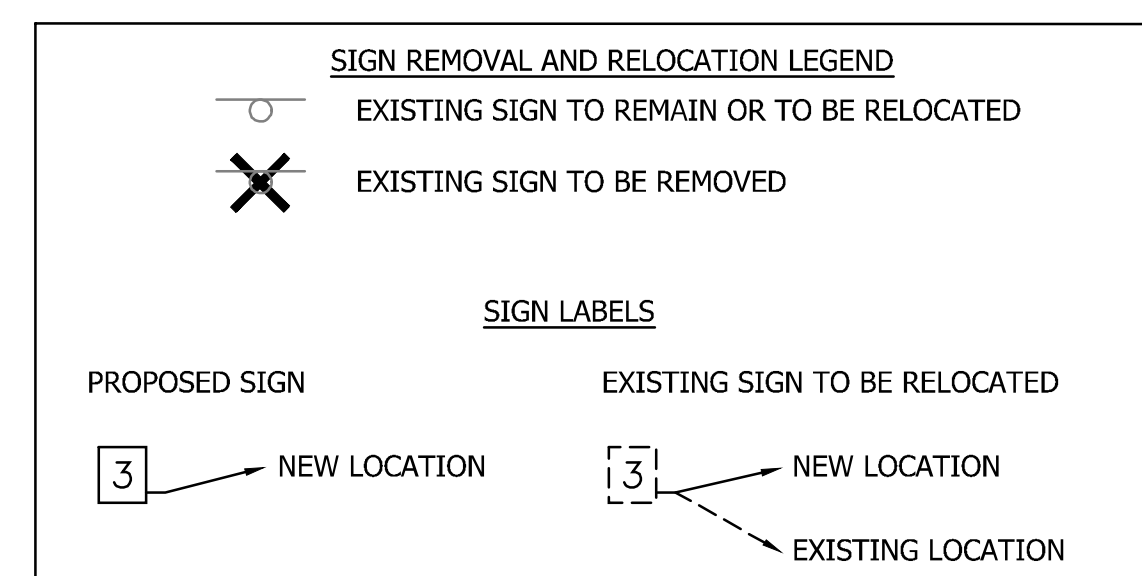 SIGN REMOVAL AND RELOCATION LEGEND
EXISTING SIGN TO REMAIN OR TO BE RELOCATED
EXISTING SIGN TO BE REMOVED
SIGN LABELS
PROPOSED SIGN
3
NEW LOCATION
EXISTING SIGN TO BE RELOCATED
3
NEW LOCATION
EXISTING LOCATION